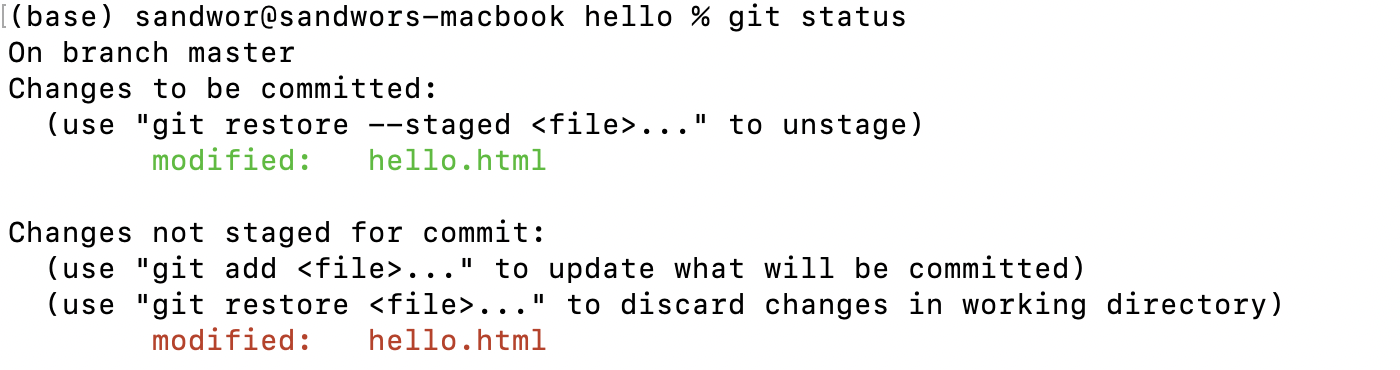 (base) sandwor@sandwors-macbook hello % git status
On branch master
Changes to be committed:
  (use "git restore --staged <file>..." to unstage)
        modified:   hello.html

Changes not staged for commit:
  (use "git add <file>..." to update what will be committed)
  (use "git restore <file>..." to discard changes in working directory)
        modified:   hello.html